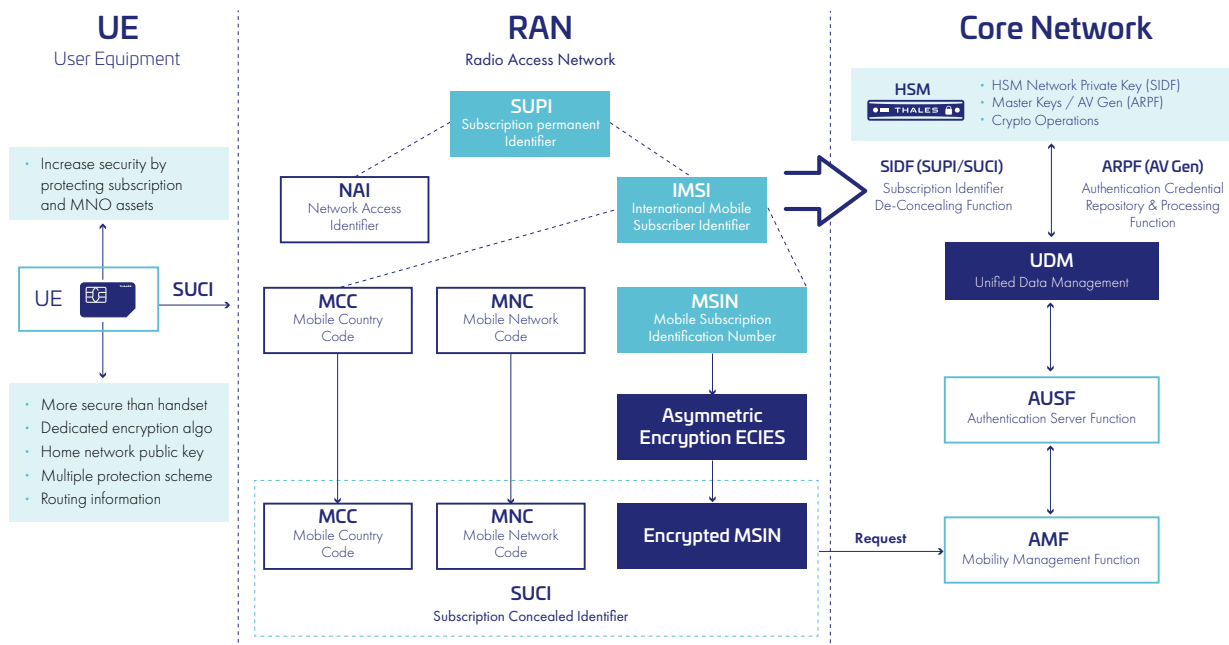 UE
User Equipment
Increase security by
protecting subscription
and MNO assets
UE
SUCI
More secure than handset
Dedicated encryption algo
Home network public key
Multiple protection scheme
Routing information
RAN
Radio Access Network
SUPI
Subscription permanent
Identifier
NAI
Network Access
Identifier
IMSI
International Mobile
Subscriber Identifier
MCC
Mobile Country
Code
MNC
Mobile Network
Code
MSIN
Mobile Subscription
Identification Number
Asymmetric
Encryption ECIES
MCC
Mobile Country
Code
MNC
Mobile Network
Code
Encrypted MSIN
SUCI
Subscription Concealed Identifier
Request
Core Network
HSM
THALES
HSM Network Private Key (SIDF)
Master Keys / AV Gen (ARPF)
Crypto Operations
SIDF (SUPI/SUCI)
Subscription Identifier
De-Concealing Function
ARPF (AV Gen)
Authentication Credential
Repository & Processing
Function
UDM
Unified Data Management
AUSF
Authentication Server Function
AMF
Mobility Management Function